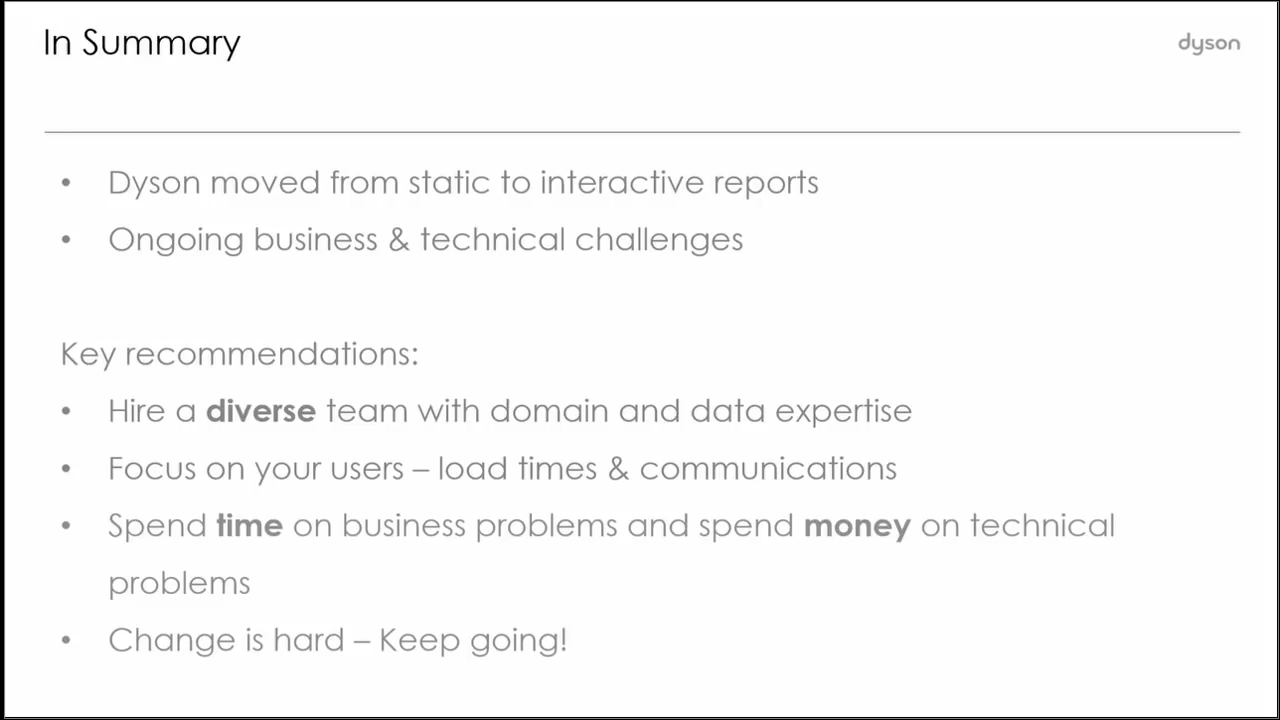 In Summary
dyson
• Dyson moved from static to interactive reports
• Ongoing business & technical challenges
Key recommendations:
• Hire a diverse team with domain and data expertise
• Focus on your users – load times & communications
• Spend time on business problems and spend money on technical
problems
• Change is hard – Keep going!